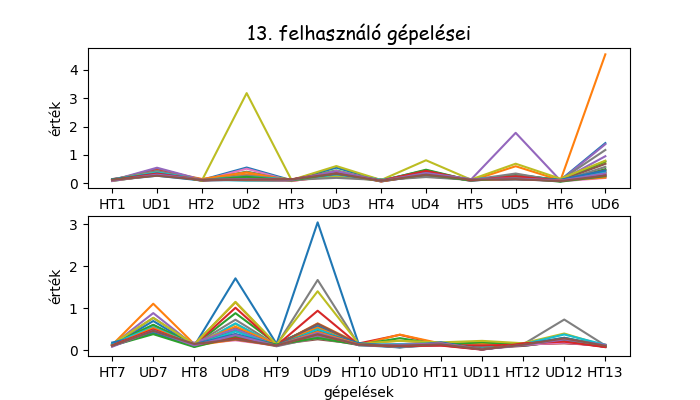 13. felhasználó gépelései
4
3
2
1
0
érték
HT1 UD1 HT2 UD2 HT3 UD3 HT4 UD4 HT5 UD5 HT6 UD6
3
2
1
0
érték
HT7 UD7 HT8 UD8 HT9 UD9 HT10 UD10 HT11 UD11 HT12 UD12 HT13
gépelések